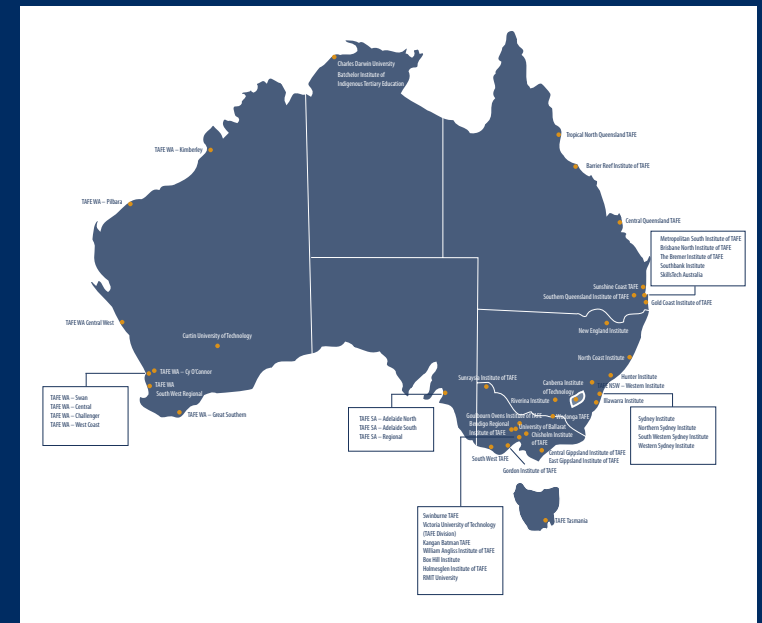 Charles Darwin University
Batchelor Institute of
Indigenous Tertiary Education
Tropical North Queensland TAFE
TAFE WA – Kimberley
Barrier Reef Institute of TAFE
TAFE WA – Pilbara
Central Queensland TAFE
Metropolitan South Institute of TAFE
Brisbane North Institute of TAFE
The Bremer Institute of TAFE
Southbank Institute
SkillsTech Australia
Sunshine Coast TAFE
Southern Queensland Institute of TAFE
Gold Coast Institute of TAFE
TAFE WA Central West
New England Institute
Curtin University of Technology
North Coast Institute
TAFE WA – Cy O'Connor
TAFE WA
South West Regional
TAFE WA – Great Southern
TAFE WA – Swan
TAFE WA – Central
TAFE WA – Challenger
TAFE WA – West Coast
Sunraysia Institute of TAFE
Hunter Institute
Canberra Institute
of Technology
NSW – Western Institute
Riverina Institute
Illawarra Institute
TAFE SA – Adelaide North
TAFE SA – Adelaide South
TAFE SA – Regional
Goulbourn Ovens Institute of TAFE
Wodonga TAFE
Bendigo Regional
Institute of TAFE
University of Ballarat
Chisholm Institute
of TAFE
Sydney Institute
Northern Sydney Institute
South Western Sydney Institute
Western Sydney Institute
South West TAFE
Central Gippsland Institute of TAFE
East Gippsland Institute of TAFE
Gordon Institute of TAFE
Swinburne TAFE
Victoria University of Technology
(TAFE Division)
Kangan Batman TAFE
William Angliss Institute of TAFE
Box Hill Institute
Holmesglen Institute of TAFE
RMIT University
TAFE Tasmania